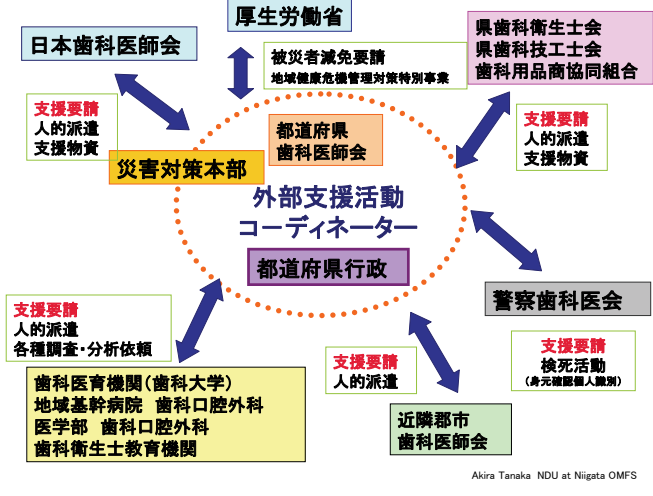 厚生労働省
日本歯科医師会
県歯科衛生士会
県歯科技工士会
歯科用品商協同組合
被災者減免要請
地域健康危機管理対策特別事業
支援要請
人的派遣
支援物資
都道府県
歯科医師会
支援要請
人的派遣
支援物資
災害対策本部
外部支援活動
コーディネーター
都道府県行政
警察歯科医会
支援要請
人的派遣
各種調査・分析依頼
支援要請
検死活動
(身元確認個人識別)
支援要請
人的派遣
歯科医育機関(歯科大学)
地域基幹病院 歯科口腔外科
医学部 歯科口腔外科
歯科衛生士教育機関
近隣郡市
歯科医師会
Akira Tanaka NDU at Niigata OMFS